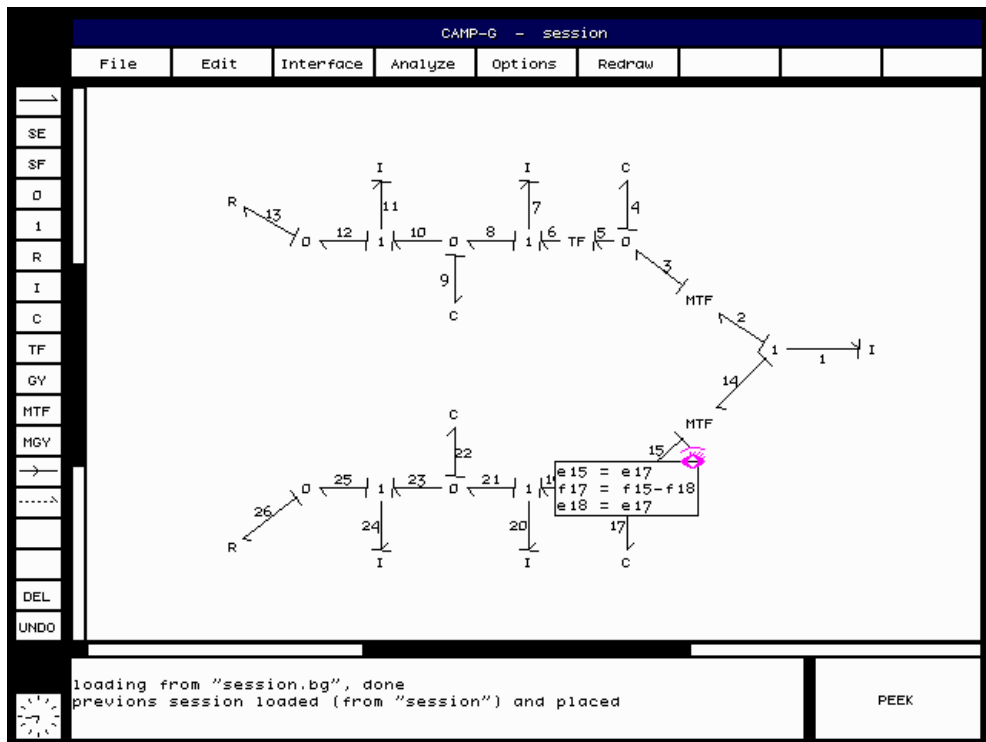 CAMP-G - session
File Edit Interface Analyze Options Redraw
SE
SF
0
1
R
I
C
TF
GY
MTF
MGY
DEL
UNDO
I I C
R 13 11 7 4
0 12 1 10 0 8 1 6 TF 5 0
9 3
C MTF
2
1 1 I
14
C MTF
22 15
e15 = e17
f17 = f15-f18
e18 = e17
0 25 1 23 0 21 1
26 24 20 17
R I I C
loading from "session.bg", done
previons session loaded (from "session") and placed
PEEK